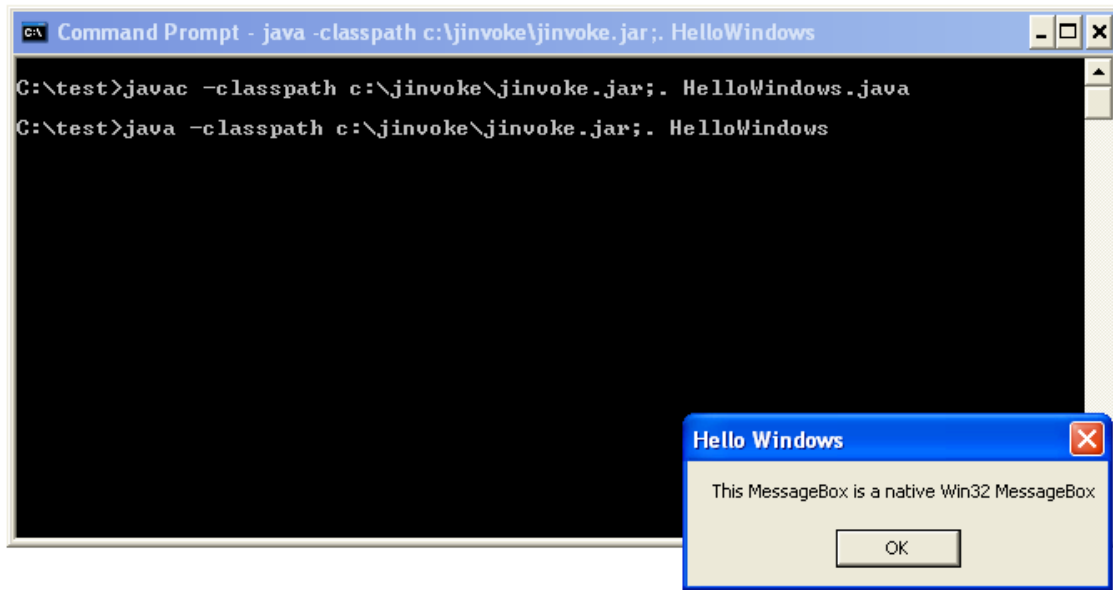 Command Prompt - java -classpath c:\jinvoke\jinvoke.jar;. HelloWindows
C:\test>javac -classpath c:\jinvoke\jinvoke.jar;. HelloWindows.java
C:\test>java -classpath c:\jinvoke\jinvoke.jar;. HelloWindows
Hello Windows
This MessageBox is a native Win32 MessageBox
OK